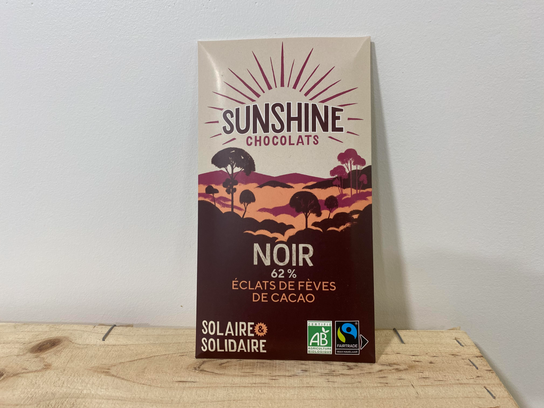 SUNSHINE
CHOCOLATS
NOIR
62 %
ÉCLATS DE FÈVES
DE CACAO
SOLAIRE &
SOLIDAIRE
AB
FAIRTRADE